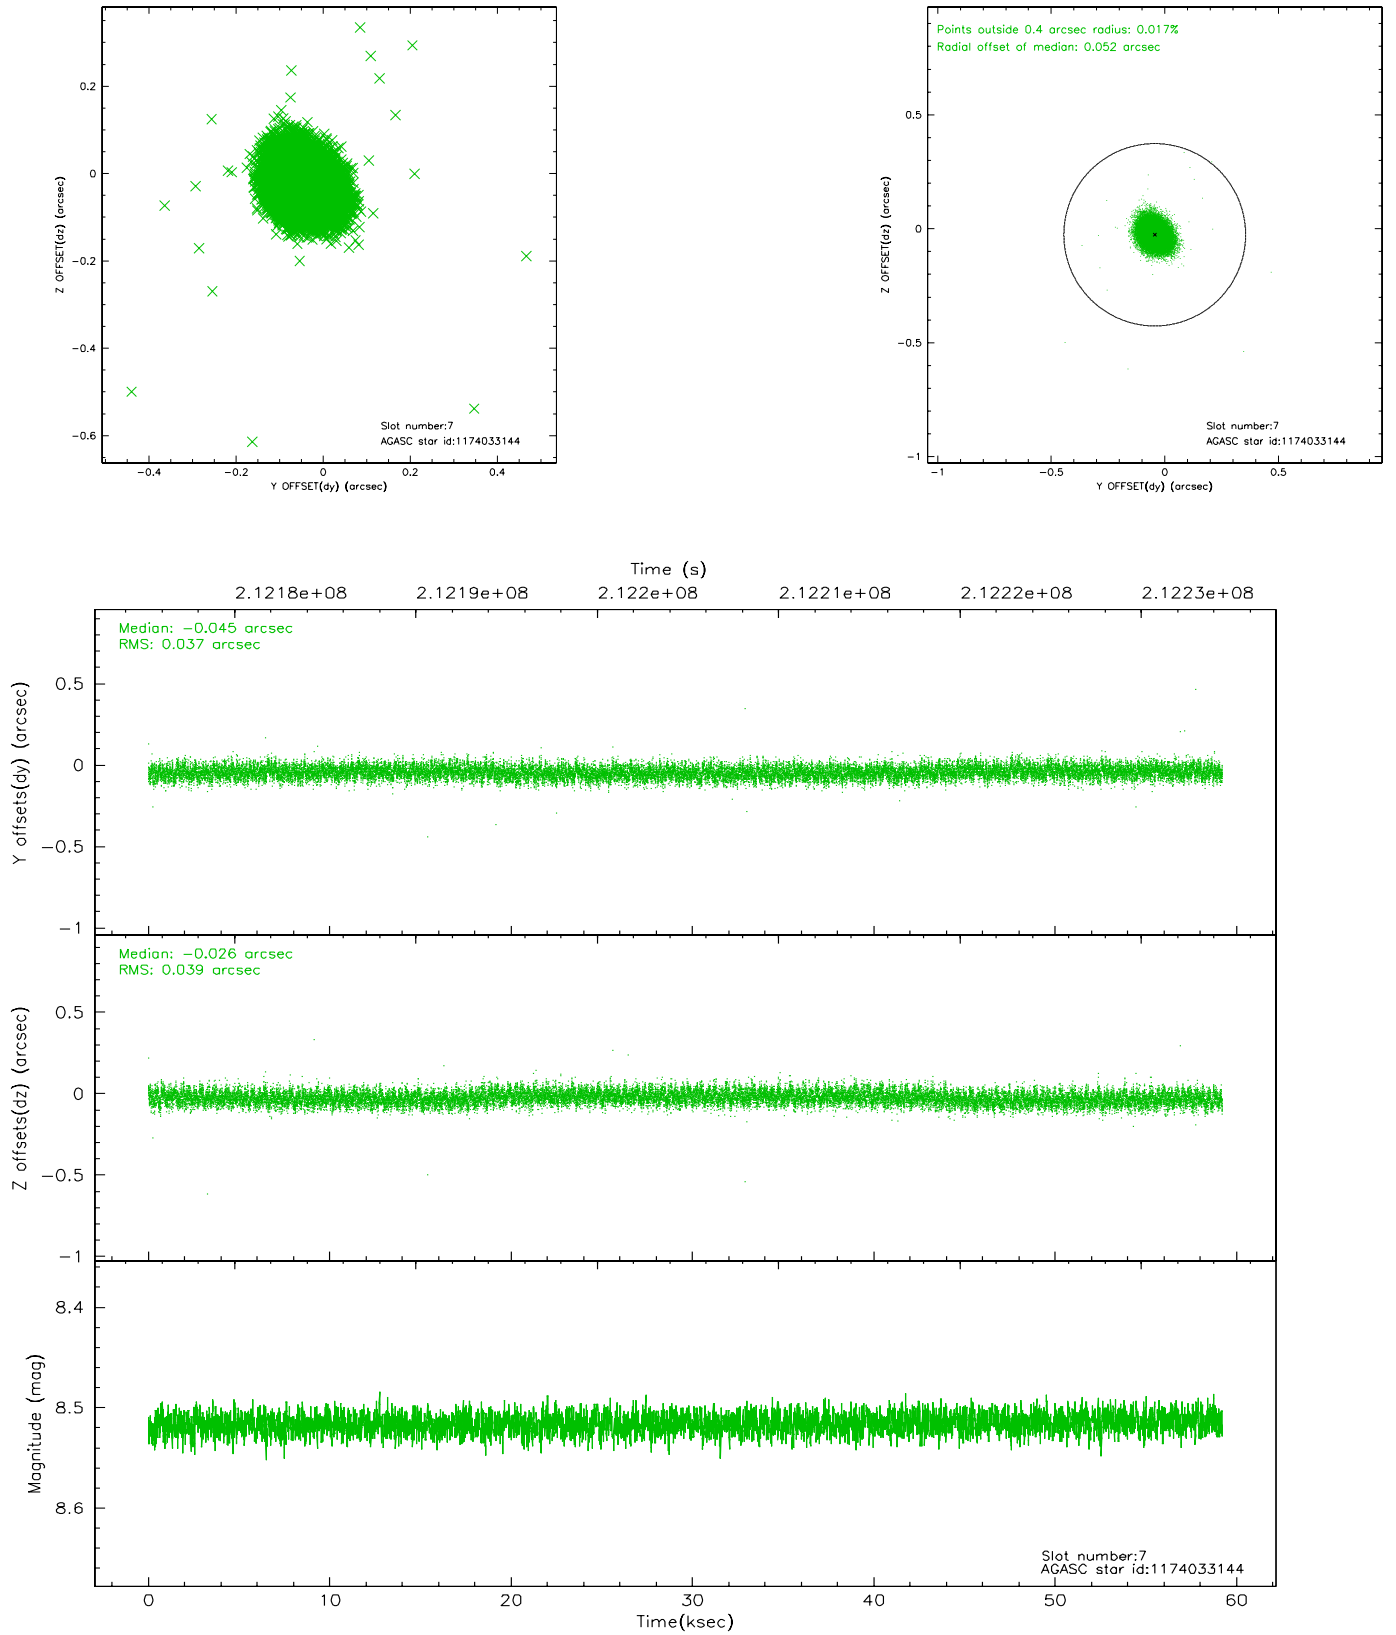 0.2
0
−0.2
−0.4
−0.6
Z OFFSET(dz) (arcsec)
−0.4
−0.2
0
0.2
0.4
Y OFFSET(dy) (arcsec)
Slot number:7
AGASC star id:1174033144
Points outside 0.4 arcsec radius: 0.017%
Radial offset of median: 0.052 arcsec
0.5
0
−0.5
−1
Z OFFSET(dz) (arcsec)
−1
−0.5
0
0.5
Y OFFSET(dy) (arcsec)
Slot number:7
AGASC star id:1174033144
Time (s)
2.1218e+08
2.1219e+08
2.122e+08
2.1221e+08
2.1222e+08
2.1223e+08
Median: −0.045 arcsec
RMS: 0.037 arcsec
0.5
0
−0.5
−1
Y offsets(dy) (arcsec)
Median: −0.026 arcsec
RMS: 0.039 arcsec
0.5
0
−0.5
−1
Z offsets(dz) (arcsec)
8.4
8.5
8.6
Magnitude (mag)
Slot number:7
AGASC star id:1174033144
0
10
20
30
40
50
60
Time(ksec)